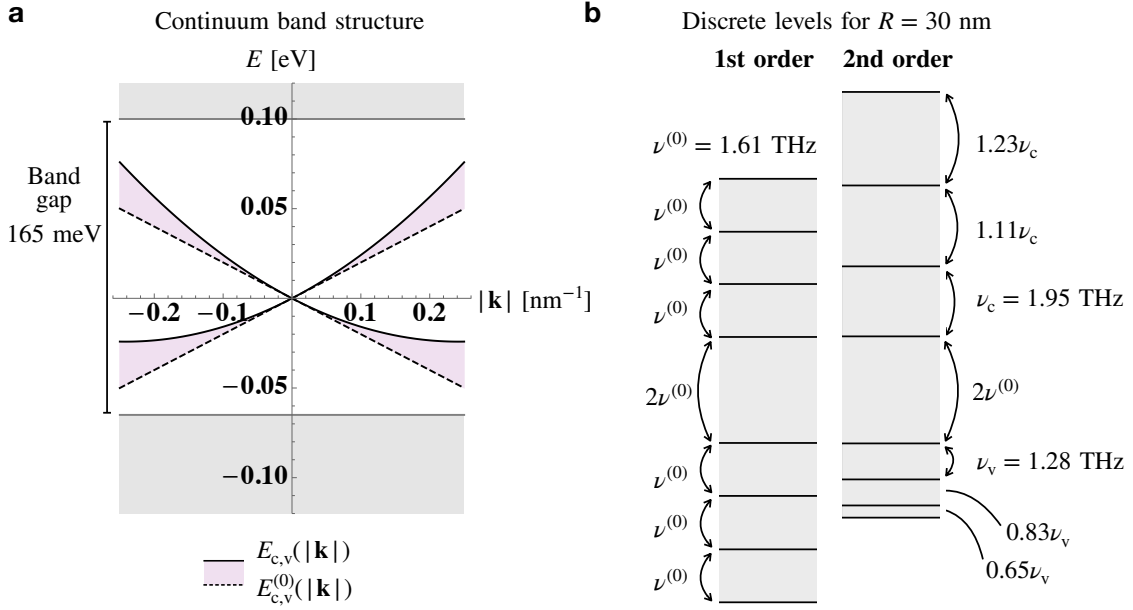 a
Continuum band structure
E [eV]
0.10
0.05
−0.05
−0.10
−0.2
−0.1
0.1
0.2
|k| [nm⁻¹]
Band
gap
165 meV
E_c,v(|k|)
E_c,v^(0)(|k|)
b
Discrete levels for R = 30 nm
1st order
2nd order
ν^(0) = 1.61 THz
ν^(0)
ν^(0)
ν^(0)
2ν^(0)
ν^(0)
ν^(0)
ν^(0)
1.23ν_c
1.11ν_c
ν_c = 1.95 THz
2ν^(0)
ν_v = 1.28 THz
0.83ν_v
0.65ν_v